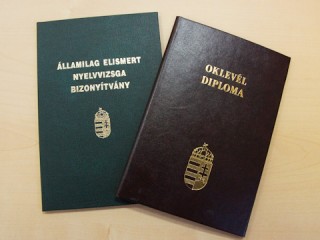 ÁLLAMILAG ELISMERT
NYELVVIZSGA
BIZONYÍTVÁNY
OKLEVÉL
DIPLOMA